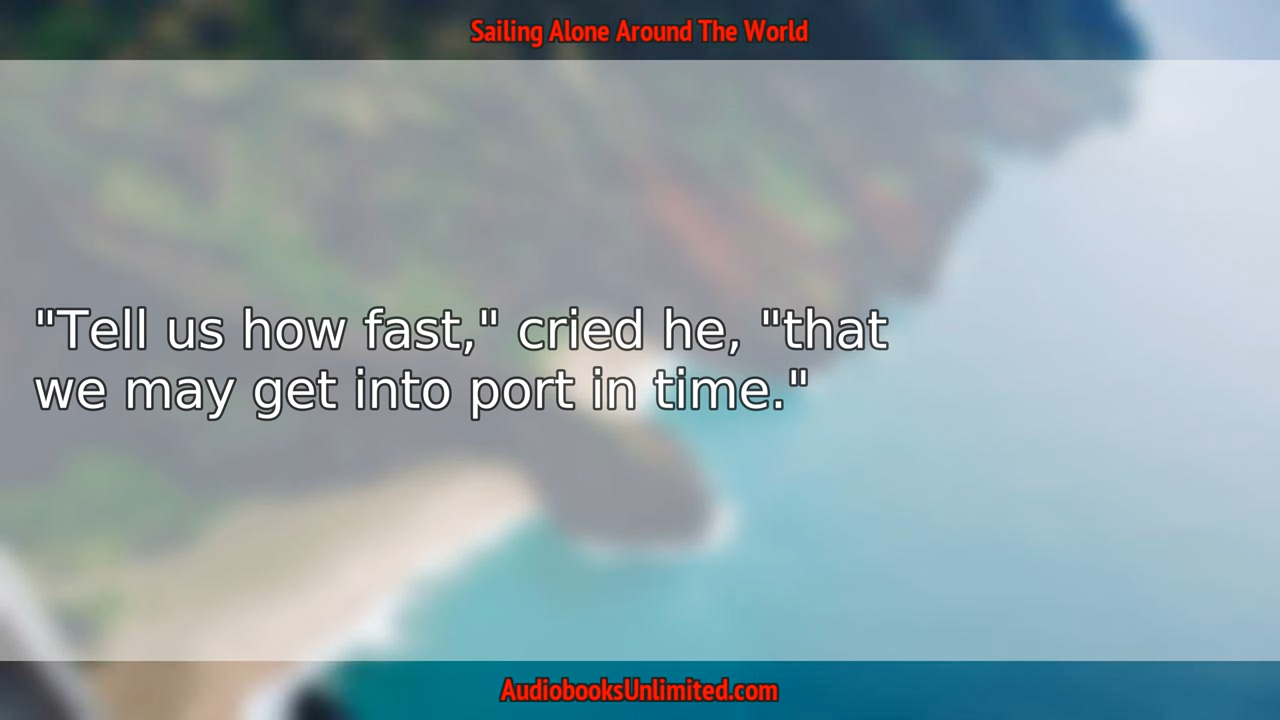 Sailing Alone Around The World
"Tell us how fast," cried he, "that
we may get into port in time."
AudiobooksUnlimited.com